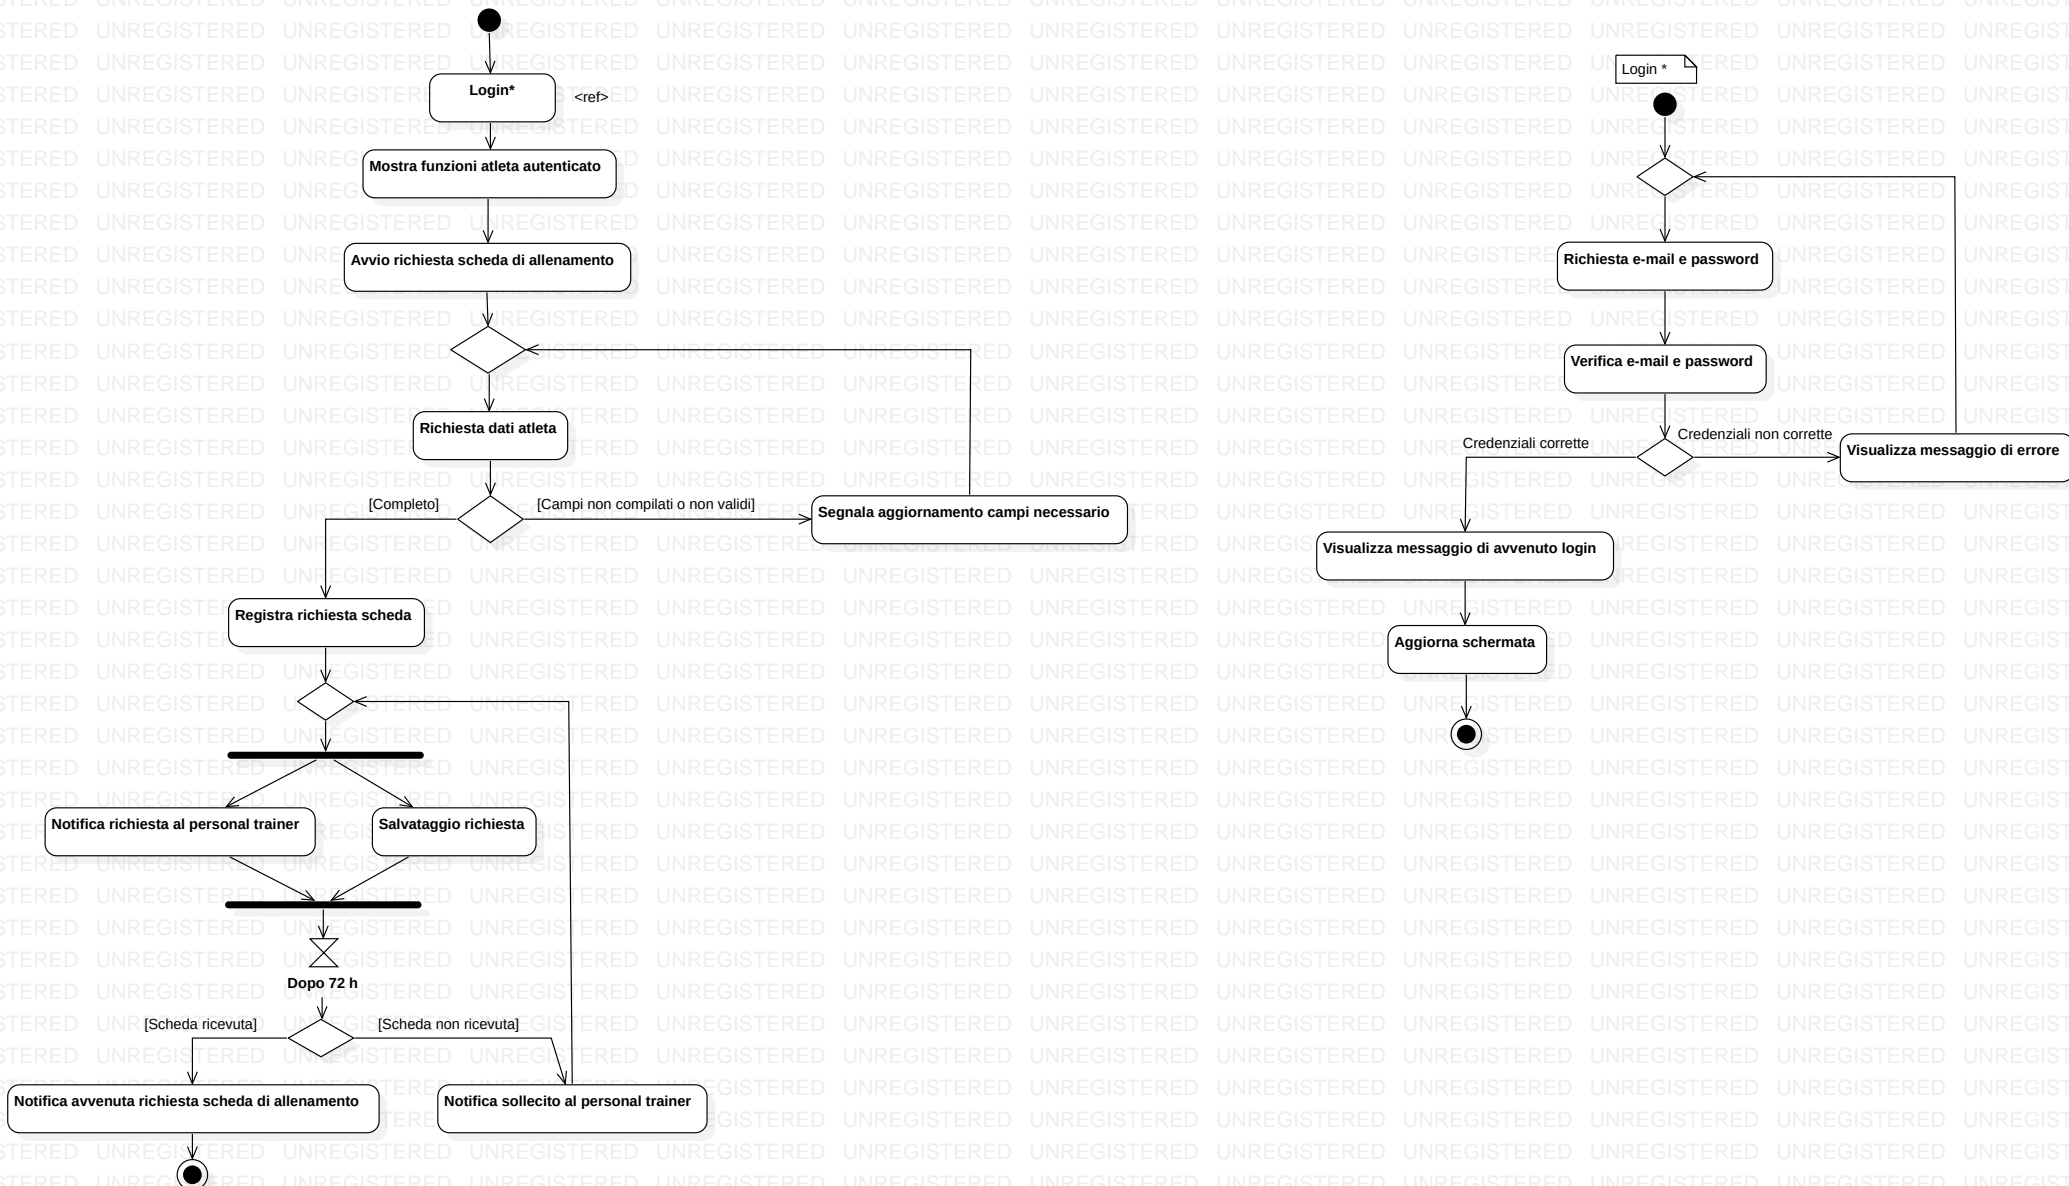 Login*
<ref>
Mostra funzioni atleta autenticato
Avvio richiesta scheda di allenamento
Richiesta dati atleta
[Completo]
[Campi non compilati o non validi]
Segnala aggiornamento campi necessario
Registra richiesta scheda
Notifica richiesta al personal trainer
Salvataggio richiesta
Dopo 72 h
[Scheda ricevuta]
[Scheda non ricevuta]
Notifica avvenuta richiesta scheda di allenamento
Notifica sollecito al personal trainer
Login *
Richiesta e-mail e password
Verifica e-mail e password
Credenziali corrette
Credenziali non corrette
Visualizza messaggio di errore
Visualizza messaggio di avvenuto login
Aggiorna schermata
UNREGISTERED